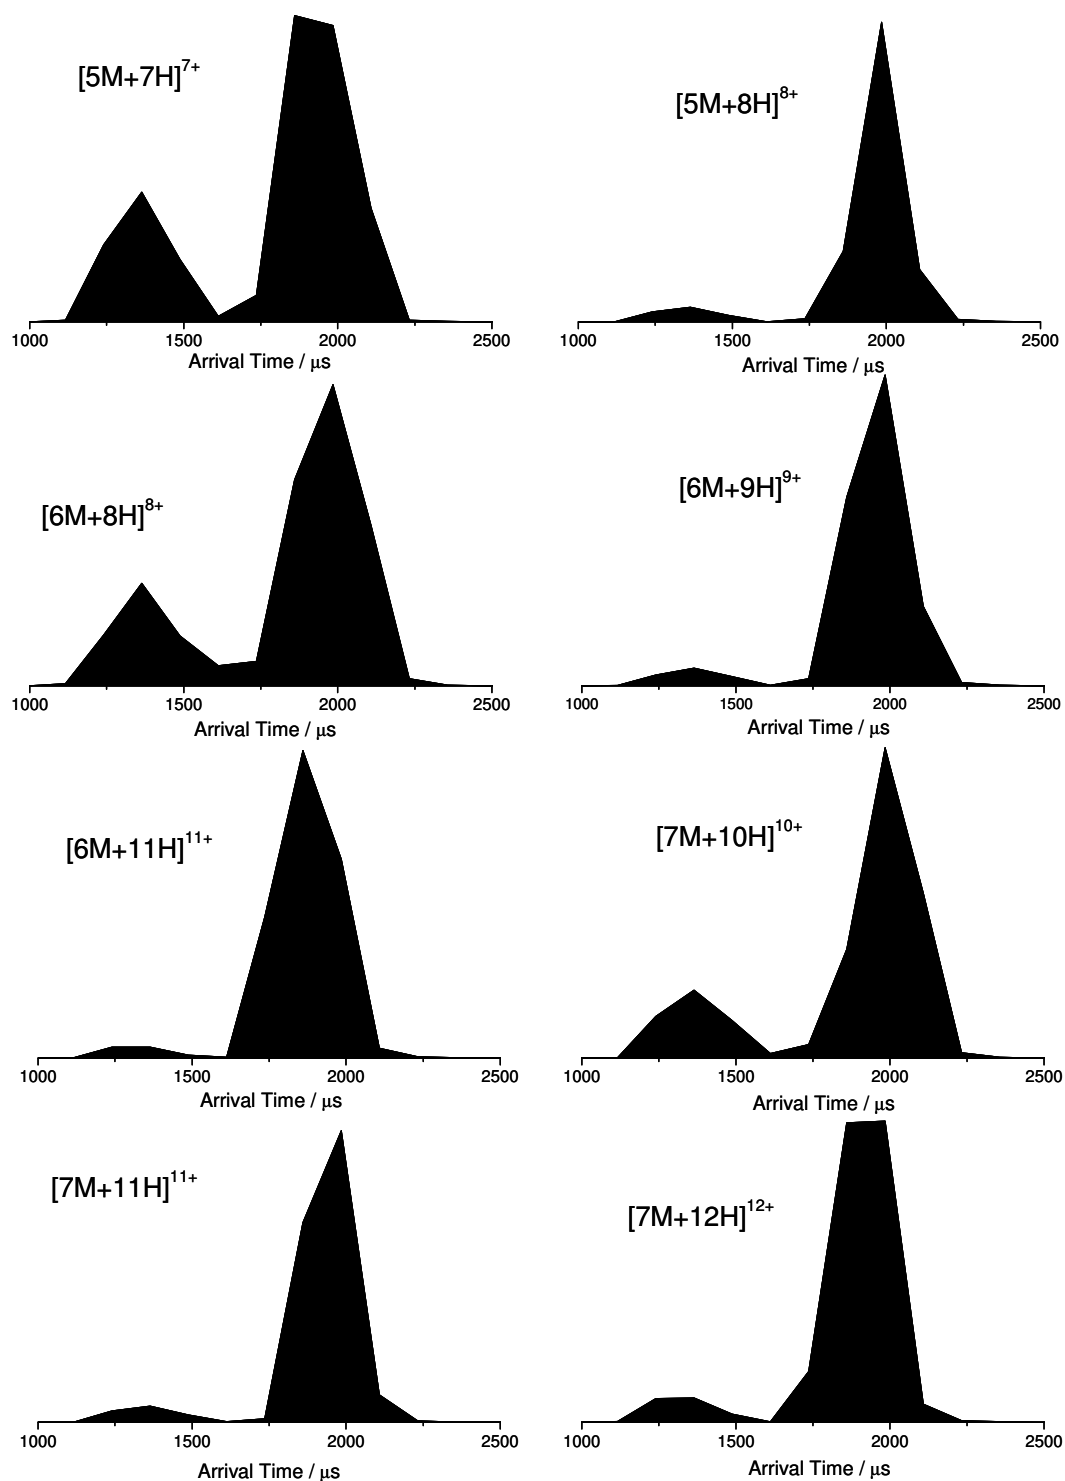 [5M+7H]7+
1000 1500 2000 2500
Arrival Time / μs
[5M+8H]8+
1000 1500 2000 2500
Arrival Time / μs
[6M+8H]8+
1000 1500 2000 2500
Arrival Time / μs
[6M+9H]9+
1000 1500 2000 2500
Arrival Time / μs
[6M+11H]11+
1000 1500 2000 2500
Arrival Time / μs
[7M+10H]10+
1000 1500 2000 2500
Arrival Time / μs
[7M+11H]11+
1000 1500 2000 2500
Arrival Time / μs
[7M+12H]12+
1000 1500 2000 2500
Arrival Time / μs